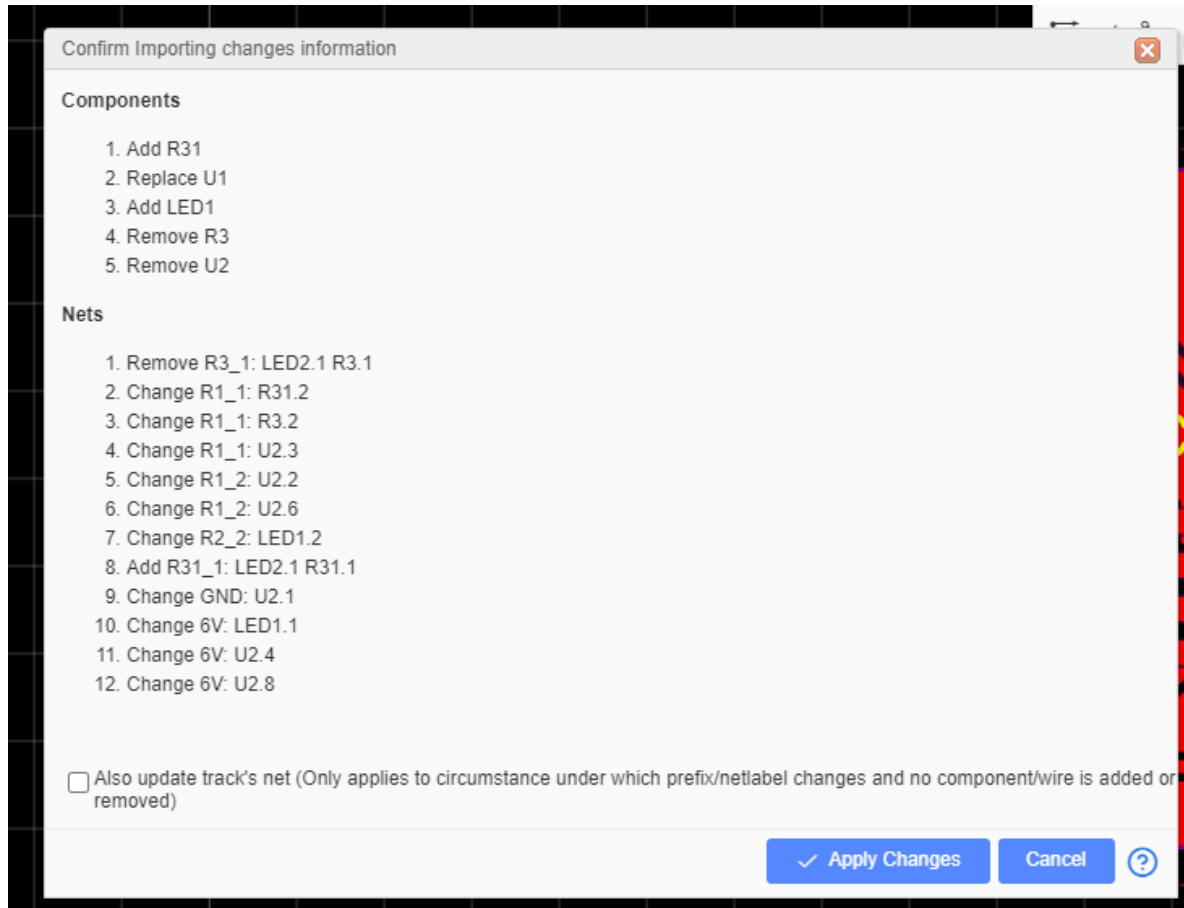 Confirm Importing changes information
Components
1. Add R31
2. Replace U1
3. Add LED1
4. Remove R3
5. Remove U2
Nets
1. Remove R3_1: LED2.1 R3.1
2. Change R1_1: R31.2
3. Change R1_1: R3.2
4. Change R1_1: U2.3
5. Change R1_2: U2.2
6. Change R1_2: U2.6
7. Change R2_2: LED1.2
8. Add R31_1: LED2.1 R31.1
9. Change GND: U2.1
10. Change 6V: LED1.1
11. Change 6V: U2.4
12. Change 6V: U2.8
Also update track's net (Only applies to circumstance under which prefix/netlabel changes and no component/wire is added or
removed)
Apply Changes
Cancel
?